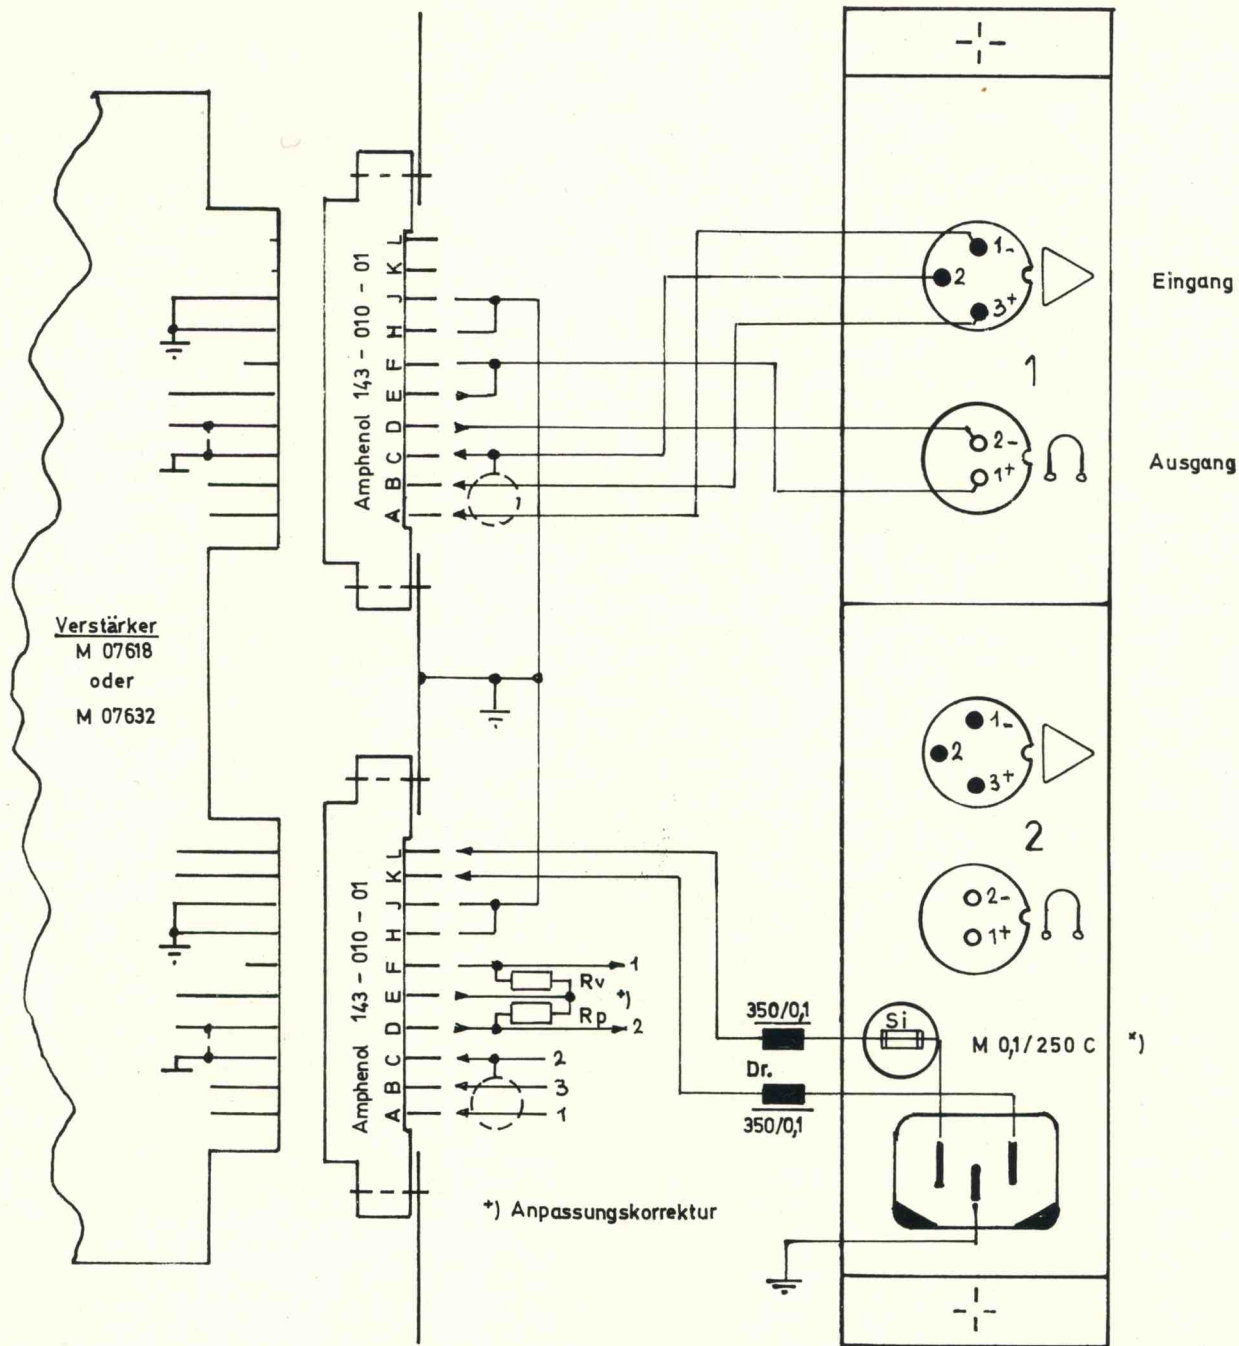 Amphenol 143-010-01
L
K
J
H
F
E
D
C
B
A
1-
2
3+
Eingang
1
2-
1+
Ausgang
Verstärker
M 07618
oder
M 07632
1-
2
3+
2
2-
1+
Amphenol 143-010-01
L
K
J
H
F
E
D
C
B
A
1
Rv
+)
Rp
2
2
3
1
350/0,1
Dr.
350/0,1
Si
M 0,1/250 C *)
+) Anpassungskorrektur